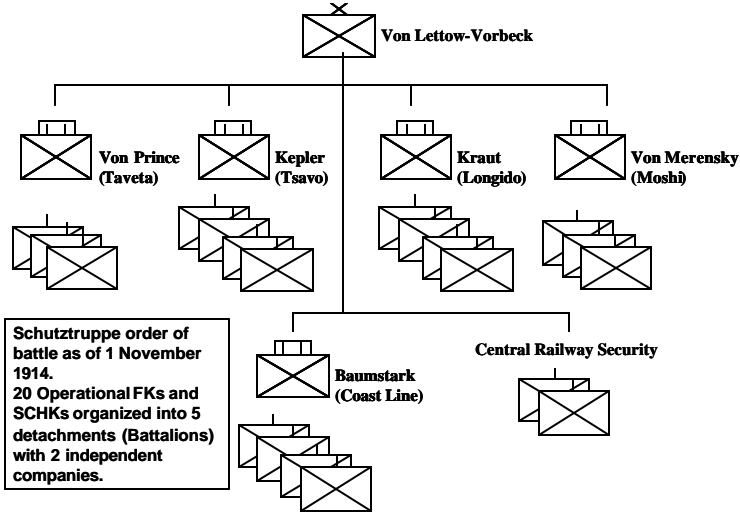 Von Lettow-Vorbeck
Von Prince
(Taveta)
Kepler
(Tsavo)
Kraut
(Longido)
Von Merensky
(Moshi)
Schutztruppe order of
battle as of 1 November
1914.
20 Operational FKs and
SCHKs organized into 5
detachments (Battalions)
with 2 independent
companies.
Baumstark
(Coast Line)
Central Railway Security